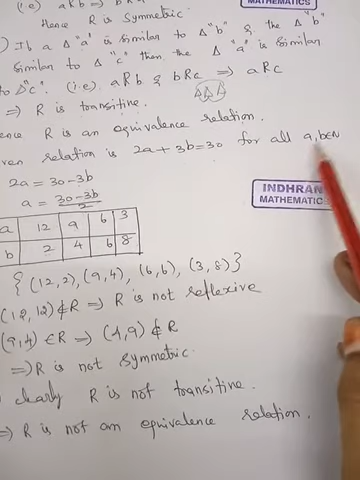 (ie) aRb => b
MATHEMATICS
Hence R is Symmetric
) If a Δ "a" is similar to Δ "b" & the Δ "b"
similar to Δ "c" then the Δ "a" is similar
to Δ "c". (i.e) aRb & bRc => aRc
=> R is transitive.
ence R is an equivalence relation.
ven relation is 2a + 3b = 30 for all a,b∈N
2a = 30-3b
a = 30-3b/2
INDHRAN
MATHEMATICS
a 12 9 6 3
b 2 4 6 8
{(12,2), (9,4), (6,6), (3,8)}
(12,12) ∉ R => R is not reflexive
(9,4) ∈ R => (4,9) ∉ R
=> R is not Symmetric.
clearly R is not transitive.
=> R is not an equivalence relation.